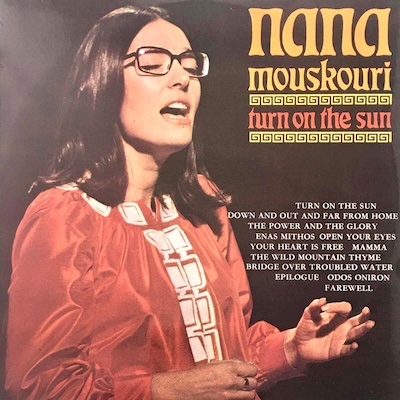 nana
mouskouri
turn on the sun
TURN ON THE SUN
DOWN AND OUT AND FAR FROM HOME
THE POWER AND THE GLORY
ENAS MITHOS OPEN YOUR EYES
YOUR HEART IS FREE MAMMA
THE WILD MOUNTAIN THYME
BRIDGE OVER TROUBLED WATER
EPILOGUE ODOS ONIRON
FAREWELL